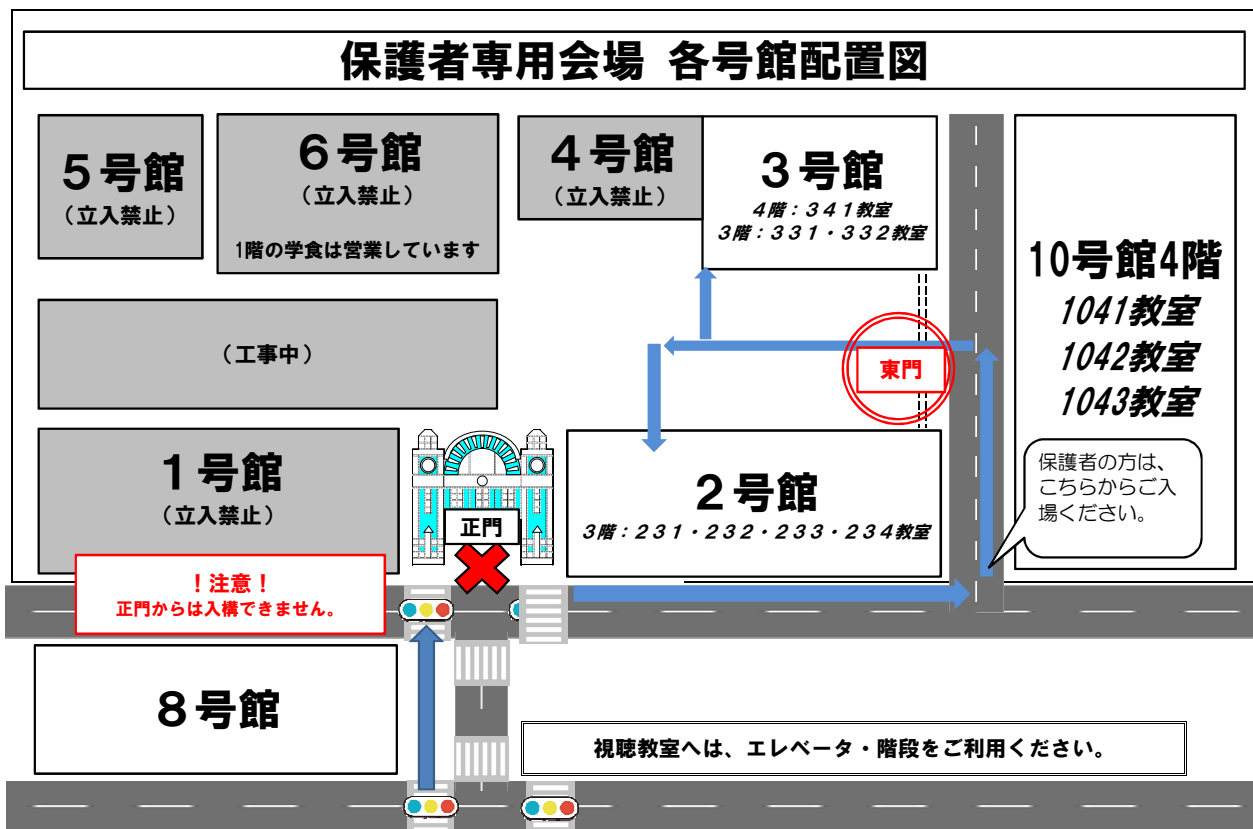 保護者専用会場 各号館配置図
５号館
（立入禁止）
６号館
（立入禁止）
1階の学食は営業しています
４号館
（立入禁止）
３号館
4階：341教室
3階：331・332教室
10号館4階
1041教室
1042教室
1043教室
（工事中）
東門
保護者の方は、
こちらからご入
場ください。
１号館
（立入禁止）
正門
２号館
3階：231・232・233・234教室
！注意！
正門からは入構できません。
８号館
視聴教室へは、エレベータ・階段をご利用ください。